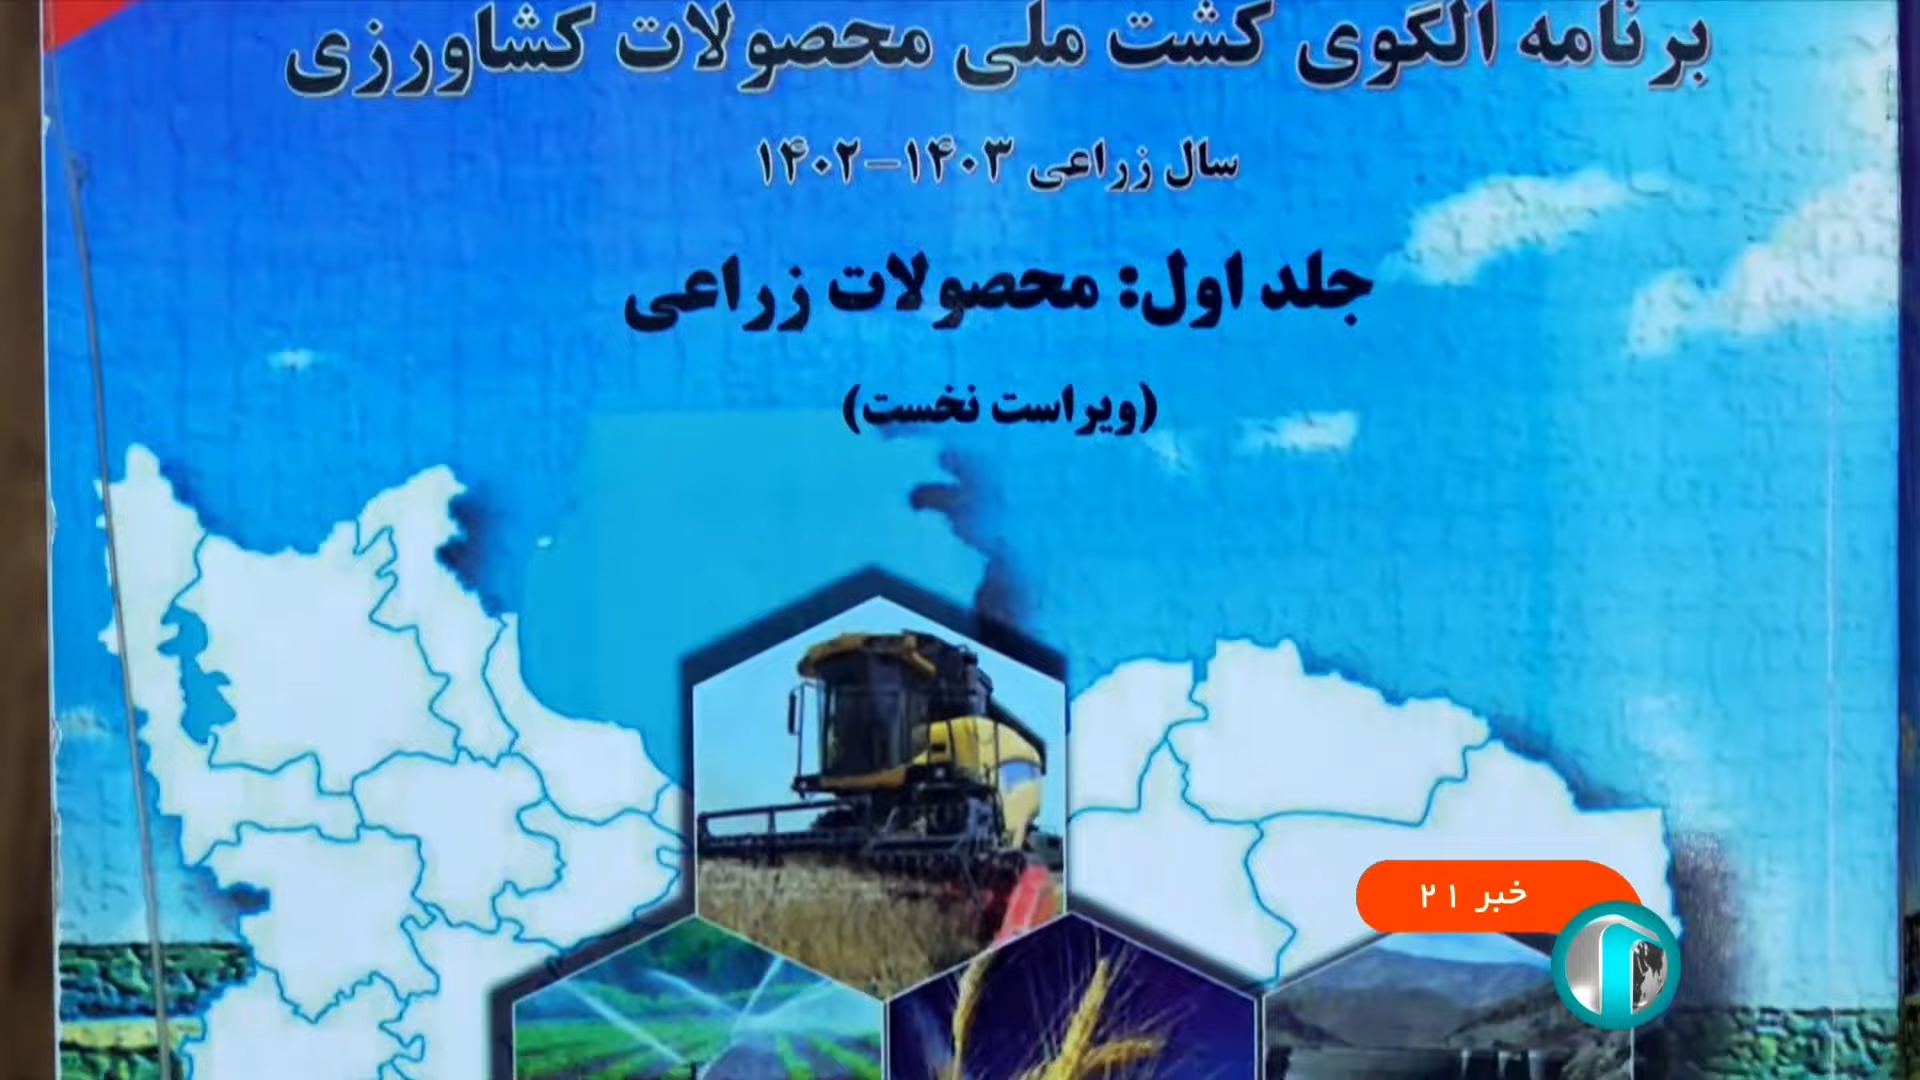 برنامه الگوی کشت ملی محصولات کشاورزی
سال زراعی ۱۴۰۳-۱۴۰۲
جلد اول: محصولات زراعی
(ویراست نخست)
خبر ۲۱